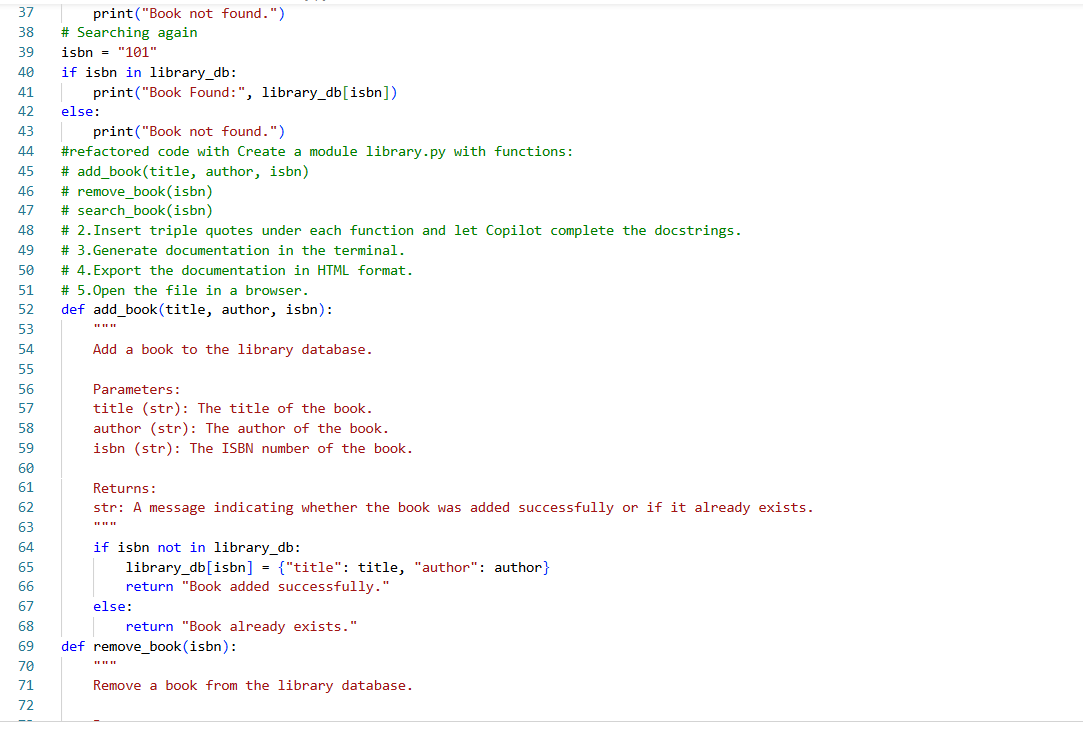 37 print("Book not found.")
38 # Searching again
39 isbn = "101"
40 if isbn in library_db:
41 print("Book Found:", library_db[isbn])
42 else:
43 print("Book not found.")
44 #refactored code with Create a module library.py with functions:
45 # add_book(title, author, isbn)
46 # remove_book(isbn)
47 # search_book(isbn)
48 # 2.Insert triple quotes under each function and let Copilot complete the docstrings.
49 # 3.Generate documentation in the terminal.
50 # 4.Export the documentation in HTML format.
51 # 5.Open the file in a browser.
52 def add_book(title, author, isbn):
53 """
54 Add a book to the library database.
55
56 Parameters:
57 title (str): The title of the book.
58 author (str): The author of the book.
59 isbn (str): The ISBN number of the book.
60
61 Returns:
62 str: A message indicating whether the book was added successfully or if it already exists.
63 """
64 if isbn not in library_db:
65 library_db[isbn] = {"title": title, "author": author}
66 return "Book added successfully."
67 else:
68 return "Book already exists."
69 def remove_book(isbn):
70 """
71 Remove a book from the library database.
72